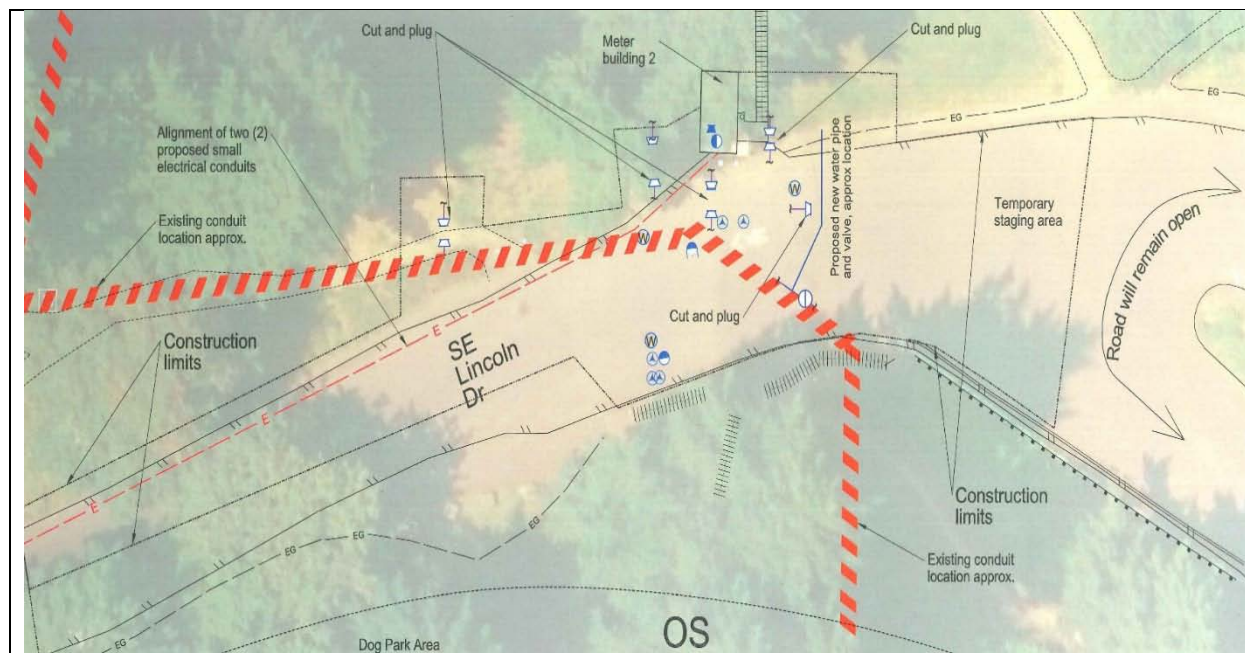 Cut and plug
Meter
building 2
Cut and plug
EG
Alignment of two (2)
proposed small
electrical conduits
W
Temporary
staging area
Existing conduit
location approx.
W
Proposed new water pipe
and valve, approx location
Road will remain open
Cut and plug
Construction
limits
E
SE
Lincoln
Dr
W
E
E
Construction
limits
EG
EG
Existing conduit
location approx.
Dog Park Area
OS